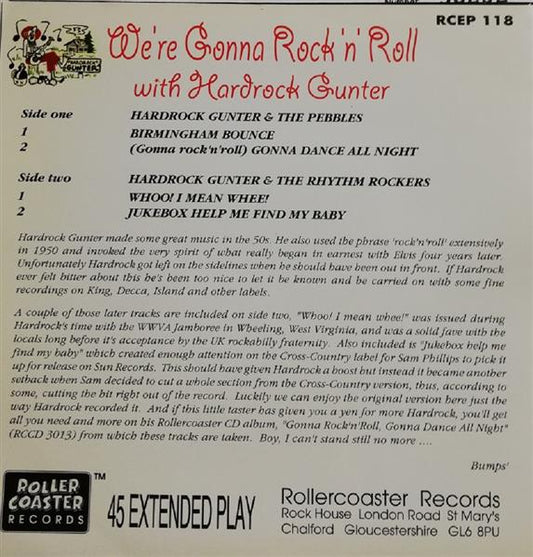 RCEP 118
HARDROCK GUNTER
We're Gonna Rock 'n' Roll
with Hardrock Gunter
Side one HARDROCK GUNTER & THE PEBBLES
1 BIRMINGHAM BOUNCE
2 (Gonna rock'n'roll) GONNA DANCE ALL NIGHT
Side two HARDROCK GUNTER & THE RHYTHM ROCKERS
1 WHOO! I MEAN WHEE!
2 JUKEBOX HELP ME FIND MY BABY
Hardrock Gunter made some great music in the 50s. He also used the phrase 'rock'n'roll' extensively
in 1950 and invoked the very spirit of what really began in earnest with Elvis four years later.
Unfortunately Hardrock got left on the sidelines when he should have been out in front. If Hardrock
ever felt bitter about this he's been too nice to let it be known and be carried on with some fine
recordings on King, Decca, Island and other labels.
A couple of those later tracks are included on side two, "Whoo! I mean whee!" was issued during
Hardrock's time with the WWVA Jamboree in Wheeling, West Virginia, and was a solid fave with the
locals long before it's acceptance by the UK rockabilly fraternity. Also included is "Jukebox help me
find my baby" which created enough attention on the Cross-Country label for Sam Phillips to pick it
up for release on Sun Records. This should have given Hardrock a boost but instead it became another
setback when Sam decided to cut a whole section from the Cross-Country version, thus, according to
some, cutting the hit right out of the record. Luckily we can enjoy the original version here just the
way Hardrock recorded it. And if this little taster has given you a yen for more Hardrock, you'll get
all you need and more on his Rollercoaster CD album, "Gonna Rock'n'Roll, Gonna Dance All Night"
(RCCD 3013) from which these tracks are taken. Boy, I can't stand still no more ....
Bumps'
ROLLER
COASTER
RECORDS
TM
45 EXTENDED PLAY
Rollercoaster Records
Rock House London Road St Mary's
Chalford Gloucestershire GL6 8PU